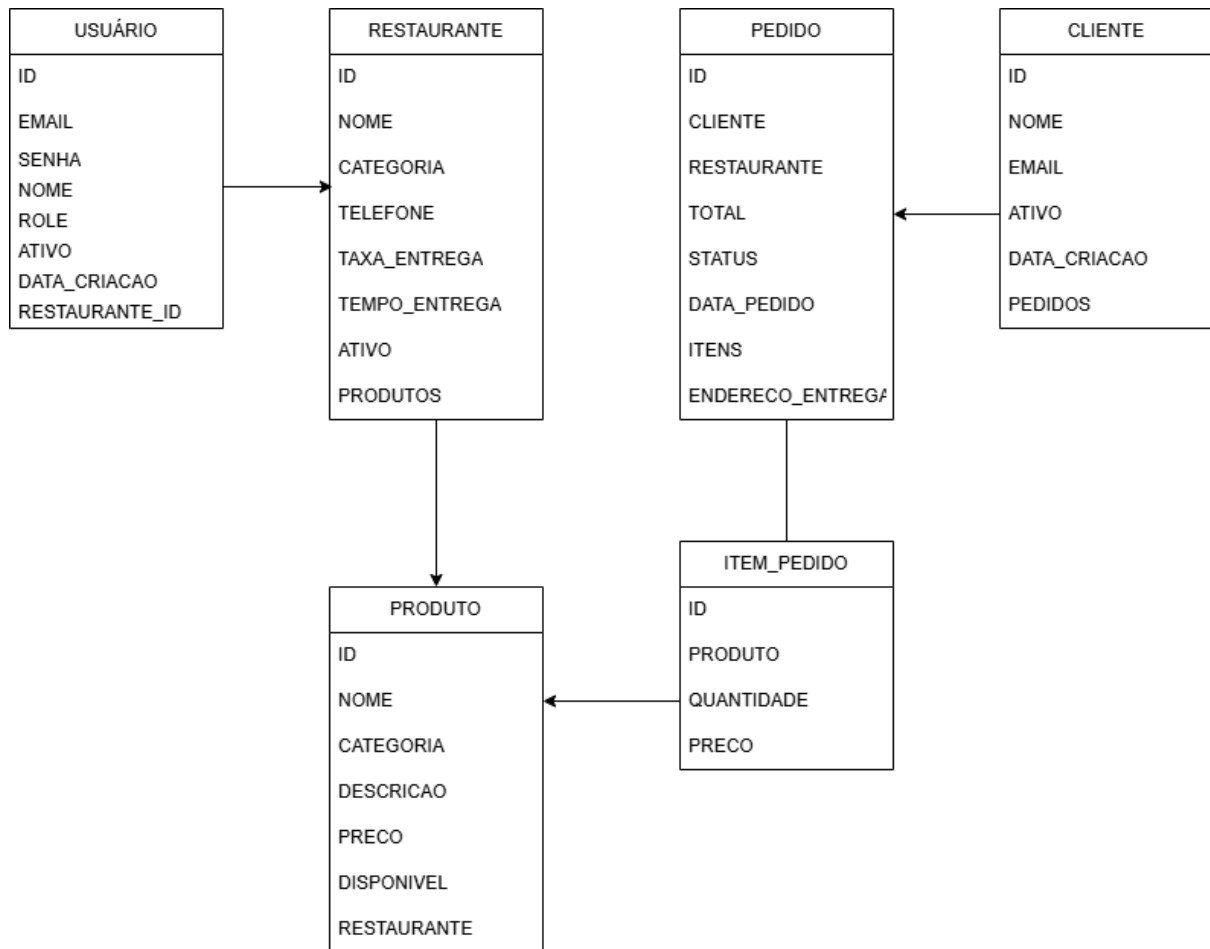 USUÁRIO
ID
EMAIL
SENHA
NOME
ROLE
ATIVO
DATA_CRIACAO
RESTAURANTE_ID
RESTAURANTE
ID
NOME
CATEGORIA
TELEFONE
TAXA_ENTREGA
TEMPO_ENTREGA
ATIVO
PRODUTOS
PEDIDO
ID
CLIENTE
RESTAURANTE
TOTAL
STATUS
DATA_PEDIDO
ITENS
ENDERECO_ENTREGA
CLIENTE
ID
NOME
EMAIL
ATIVO
DATA_CRIACAO
PEDIDOS
PRODUTO
ID
NOME
CATEGORIA
DESCRICAO
PRECO
DISPONIVEL
RESTAURANTE
ITEM_PEDIDO
ID
PRODUTO
QUANTIDADE
PRECO